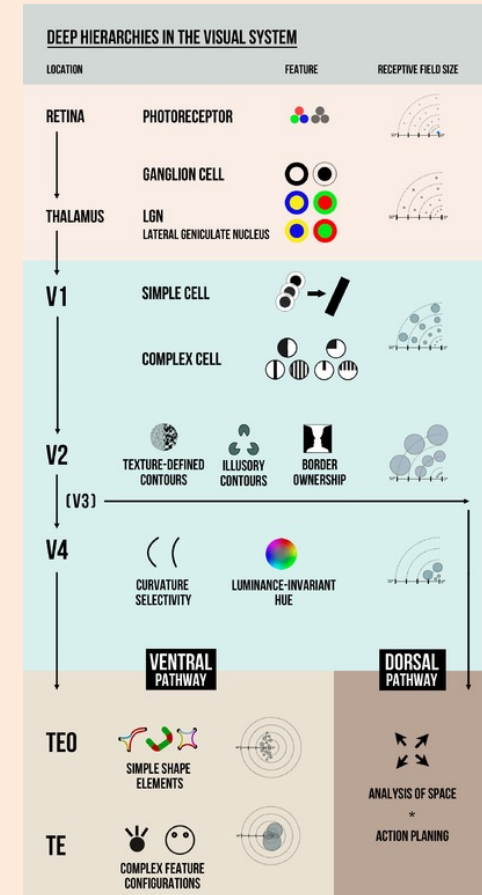 DEEP HIERARCHIES IN THE VISUAL SYSTEM
LOCATION FEATURE RECEPTIVE FIELD SIZE
RETINA PHOTORECEPTOR
GANGLION CELL
THALAMUS LGN
LATERAL GENICULATE NUCLEUS
V1 SIMPLE CELL
COMPLEX CELL
V2
TEXTURE-DEFINED
CONTOURS
ILLUSORY
CONTOURS
BORDER
OWNERSHIP
(V3)
V4
CURVATURE
SELECTIVITY
LUMINANCE-INVARIANT
HUE
VENTRAL
PATHWAY
DORSAL
PATHWAY
TEO
SIMPLE SHAPE
ELEMENTS
ANALYSIS OF SPACE
*
ACTION PLANING
TE
COMPLEX FEATURE
CONFIGURATIONS